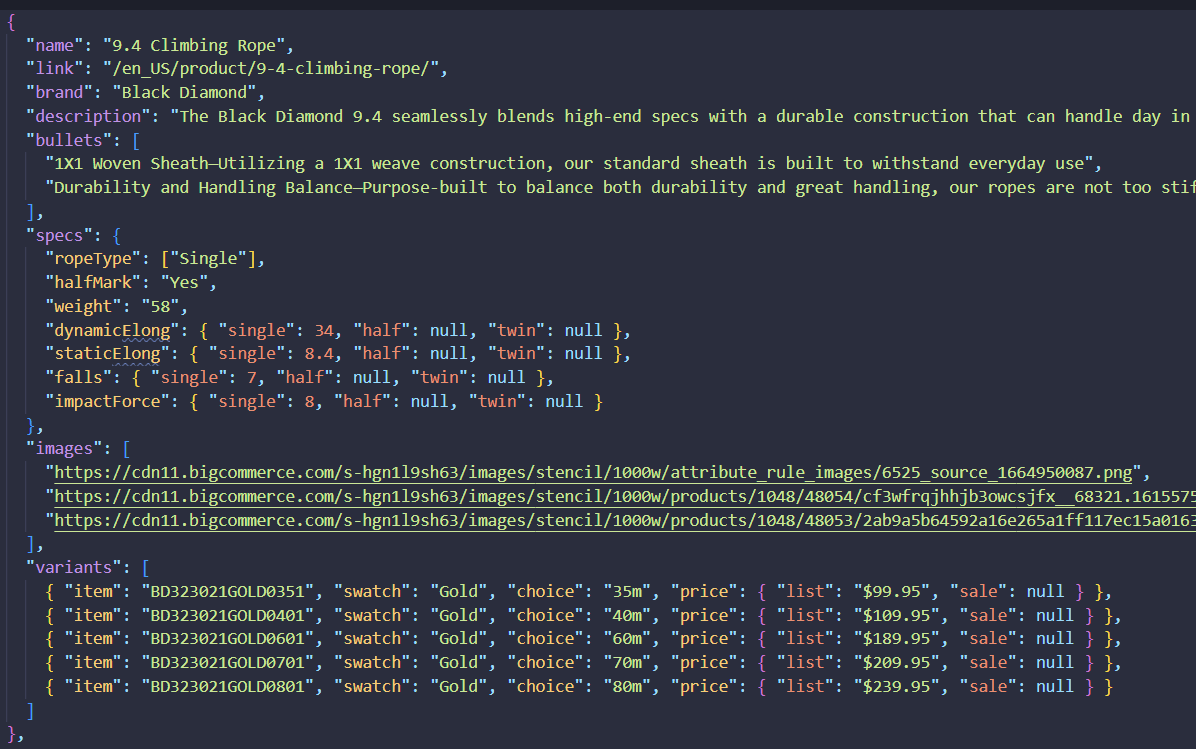 {
"name": "9.4 Climbing Rope",
"link": "/en_US/product/9-4-climbing-rope/",
"brand": "Black Diamond",
"description": "The Black Diamond 9.4 seamlessly blends high-end specs with a durable construction that can handle day in
"bullets": [
"1X1 Woven Sheath—Utilizing a 1X1 weave construction, our standard sheath is built to withstand everyday use",
"Durability and Handling Balance—Purpose-built to balance both durability and great handling, our ropes are not too stif
],
"specs": {
"ropeType": ["Single"],
"halfMark": "Yes",
"weight": "58",
"dynamicElong": { "single": 34, "half": null, "twin": null },
"staticElong": { "single": 8.4, "half": null, "twin": null },
"falls": { "single": 7, "half": null, "twin": null },
"impactForce": { "single": 8, "half": null, "twin": null }
},
"images": [
"https://cdn11.bigcommerce.com/s-hgn1l9sh63/images/stencil/1000w/attribute_rule_images/6525_source_1664950087.png",
"https://cdn11.bigcommerce.com/s-hgn1l9sh63/images/stencil/1000w/products/1048/48054/cf3wfrqjhhjb3owcsjfx__68321.1615575
"https://cdn11.bigcommerce.com/s-hgn1l9sh63/images/stencil/1000w/products/1048/48053/2ab9a5b64592a16e265a1ff117ec15a0163
],
"variants": [
{ "item": "BD323021GOLD0351", "swatch": "Gold", "choice": "35m", "price": { "list": "$99.95", "sale": null } },
{ "item": "BD323021GOLD0401", "swatch": "Gold", "choice": "40m", "price": { "list": "$109.95", "sale": null } },
{ "item": "BD323021GOLD0601", "swatch": "Gold", "choice": "60m", "price": { "list": "$189.95", "sale": null } },
{ "item": "BD323021GOLD0701", "swatch": "Gold", "choice": "70m", "price": { "list": "$209.95", "sale": null } },
{ "item": "BD323021GOLD0801", "swatch": "Gold", "choice": "80m", "price": { "list": "$239.95", "sale": null } }
]
},